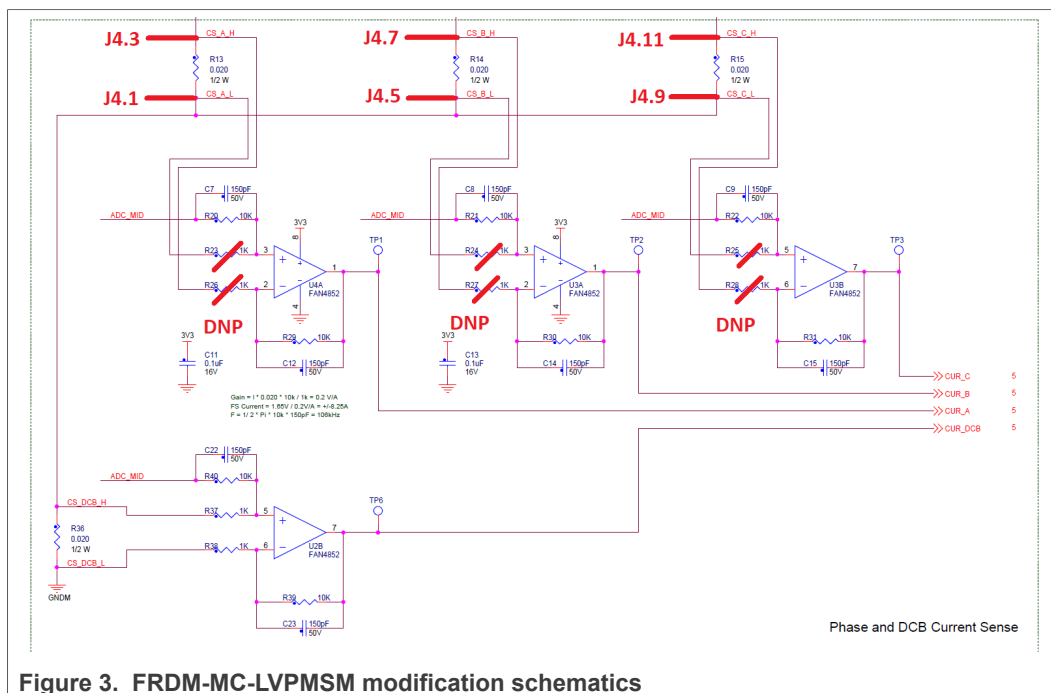 J4.3 CS_A_H J4.7 CS_B_H J4.11 CS_C_H
R13 R14 R15
0.020 0.020 0.020
1/2 W 1/2 W 1/2 W
J4.1 CS_A_L J4.5 CS_B_L J4.9 CS_C_L
C7 150pF C8 150pF C9 150pF
50V 50V 50V
ADC_MID R20 10K ADC_MID R21 10K ADC_MID R22 10K
3V3 3V3
TP1 TP2 TP3
R23 1K 3 8 R24 1K 3 8 R25 1K 5
+ 1 + 1 + 7
R26 1K 2 U4A R27 1K 2 U3A R28 1K 6 U3B
FAN4852 FAN4852 FAN4852
4 4
DNP DNP DNP
3V3 R29 10K 3V3 R30 10K R31 10K
C11 C12 150pF C13 C14 150pF C15 150pF
0.1uF 50V 0.1uF 50V 50V
16V 16V
CUR_C 5
CUR_B 5
CUR_A 5
CUR_DCB 5
Gain = I * 0.020 * 10k / 1k = 0.2 V/A
FS Current = 1.65V / 0.2V/A = +/-8.25A
F = 1/ 2 * Pi * 10k * 150pF = 106kHz
C22 150pF
50V
ADC_MID R40 10K
TP6
CS_DCB_H R37 1K 5
R36 + 7
0.020 R38 1K 6 U2B
1/2 W FAN4852
CS_DCB_L
GNDM
R39 10K
C23 150pF
50V
Phase and DCB Current Sense
Figure 3. FRDM-MC-LVPMSM modification schematics